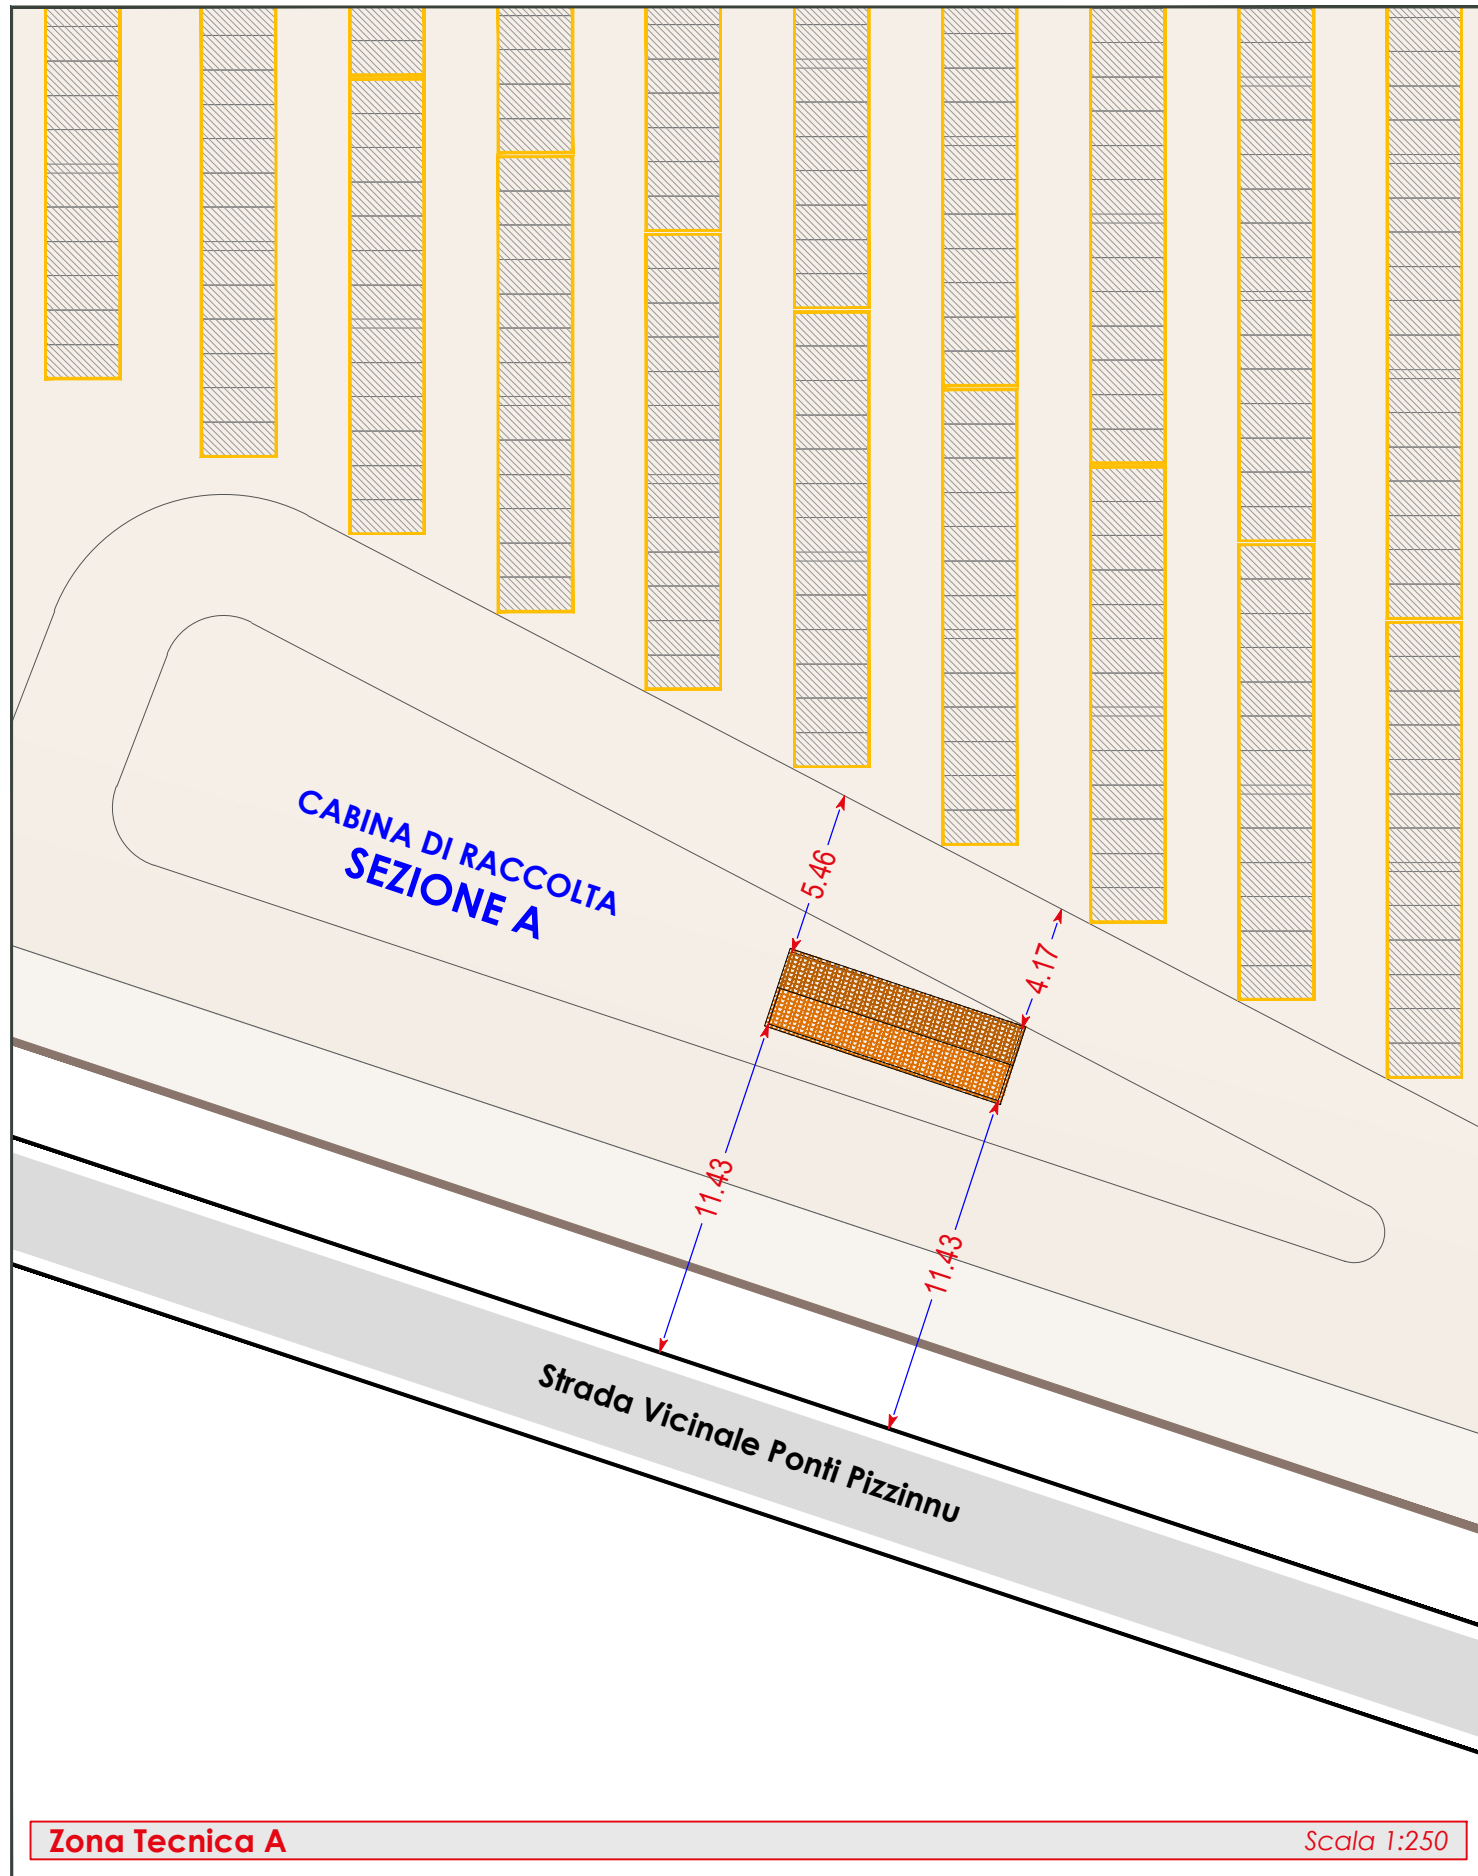 CABINA DI RACCOLTA
SEZIONE A
5.46
4.17
11.43
11.43
Strada Vicinale Ponti Pizzinnu
Zona Tecnica A
Scala 1:250